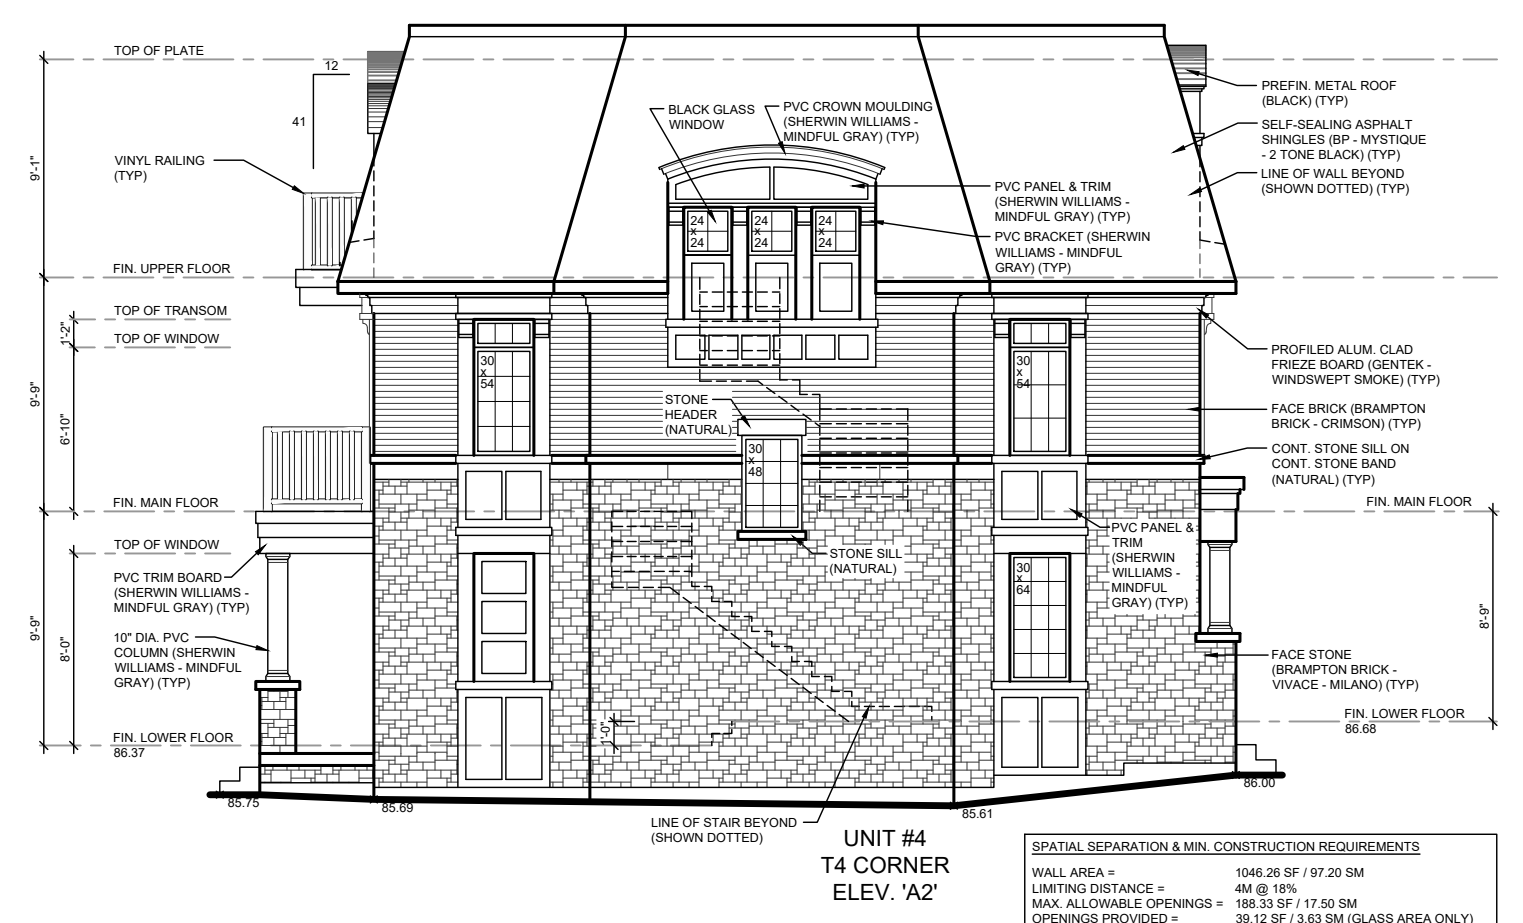 TOP OF PLATE
12
41
9'-1"
VINYL RAILING
(TYP)
FIN. UPPER FLOOR
TOP OF TRANSOM
1'-2"
TOP OF WINDOW
9'-9"
6'-10"
FIN. MAIN FLOOR
TOP OF WINDOW
PVC TRIM BOARD
(SHERWIN WILLIAMS -
MINDFUL GRAY) (TYP)
9'-9"
8'-0"
10" DIA. PVC
COLUMN (SHERWIN
WILLIAMS - MINDFUL
GRAY) (TYP)
FIN. LOWER FLOOR
86.37
85.75
85.69
BLACK GLASS
WINDOW
PVC CROWN MOULDING
(SHERWIN WILLIAMS -
MINDFUL GRAY) (TYP)
PVC PANEL & TRIM
(SHERWIN WILLIAMS -
MINDFUL GRAY) (TYP)
PVC BRACKET (SHERWIN
WILLIAMS - MINDFUL
GRAY) (TYP)
24
x
24
24
x
24
24
x
24
30
x
54
30
x
54
STONE
HEADER
(NATURAL)
30
x
48
STONE SILL
(NATURAL)
30
x
64
PVC PANEL &
TRIM
(SHERWIN
WILLIAMS -
MINDFUL
GRAY) (TYP)
1'-0"
PREFIN. METAL ROOF
(BLACK) (TYP)
SELF-SEALING ASPHALT
SHINGLES (BP - MYSTIQUE
- 2 TONE BLACK) (TYP)
LINE OF WALL BEYOND
(SHOWN DOTTED) (TYP)
PROFILED ALUM. CLAD
FRIEZE BOARD (GENTEK -
WINDSWEPT SMOKE) (TYP)
FACE BRICK (BRAMPTON
BRICK - CRIMSON) (TYP)
CONT. STONE SILL ON
CONT. STONE BAND
(NATURAL) (TYP)
FIN. MAIN FLOOR
8'-9"
FACE STONE
(BRAMPTON BRICK -
VIVACE - MILANO) (TYP)
FIN. LOWER FLOOR
86.68
86.00
85.61
LINE OF STAIR BEYOND
(SHOWN DOTTED)
UNIT #4
T4 CORNER
ELEV. 'A2'
SPATIAL SEPARATION & MIN. CONSTRUCTION REQUIREMENTS
WALL AREA = 1046.26 SF / 97.20 SM
LIMITING DISTANCE = 4M @ 18%
MAX. ALLOWABLE OPENINGS = 188.33 SF / 17.50 SM
OPENINGS PROVIDED = 39.12 SF / 3.63 SM (GLASS AREA ONLY)